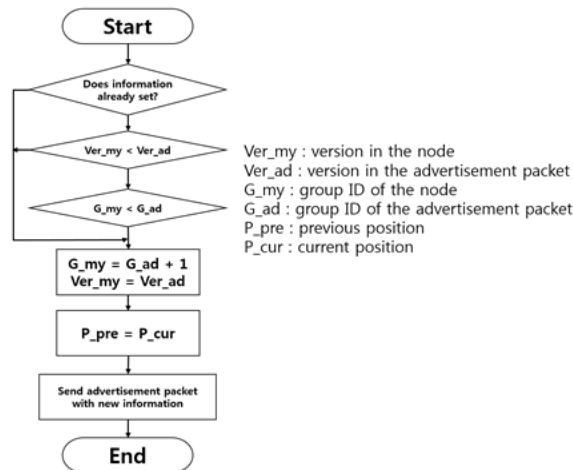 Start
Does information
already set?
Ver_my < Ver_ad
G_my < G_ad
G_my = G_ad + 1
Ver_my = Ver_ad
P_pre = P_cur
Send advertisement packet
with new information
End
Ver_my : version in the node
Ver_ad : version in the advertisement packet
G_my : group ID of the node
G_ad : group ID of the advertisement packet
P_pre : previous position
P_cur : current position